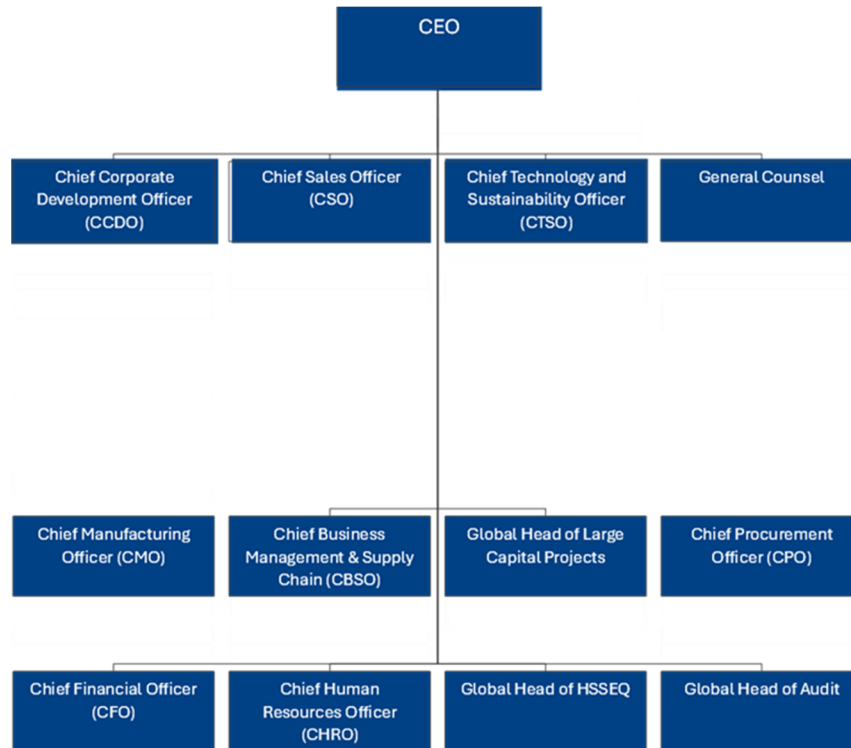 CEO
Chief Corporate
Development Officer
(CCDO)
Chief Sales Officer
(CSO)
Chief Technology and
Sustainability Officer
(CTSO)
General Counsel
Chief Manufacturing
Officer (CMO)
Chief Business
Management & Supply
Chain (CBSO)
Global Head of Large
Capital Projects
Chief Procurement
Officer (CPO)
Chief Financial Officer
(CFO)
Chief Human
Resources Officer
(CHRO)
Global Head of HSSEQ
Global Head of Audit